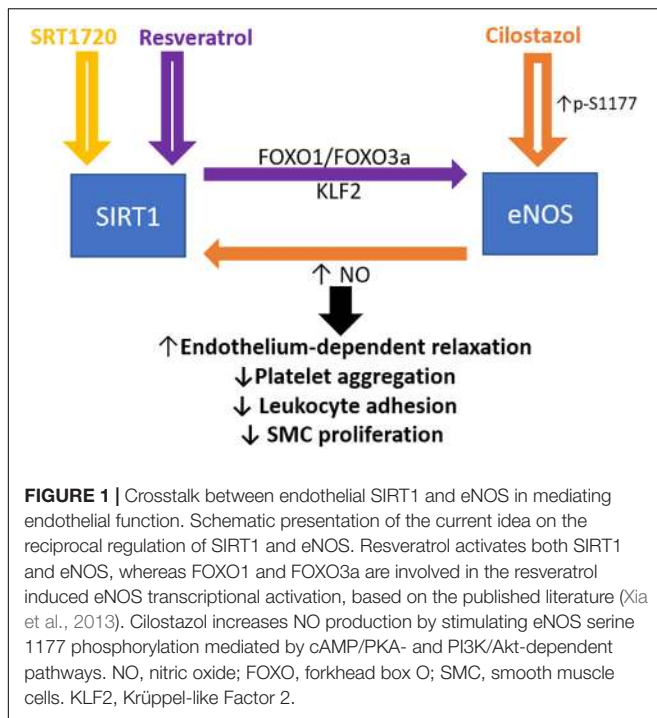 SRT1720 Resveratrol Cilostazol
↑p-S1177
FOXO1/FOXO3a
KLF2
SIRT1 eNOS
↑ NO
↑Endothelium-dependent relaxation
↓Platelet aggregation
↓ Leukocyte adhesion
↓ SMC proliferation
FIGURE 1 | Crosstalk between endothelial SIRT1 and eNOS in mediating
endothelial function. Schematic presentation of the current idea on the
reciprocal regulation of SIRT1 and eNOS. Resveratrol activates both SIRT1
and eNOS, whereas FOXO1 and FOXO3a are involved in the resveratrol
induced eNOS transcriptional activation, based on the published literature (Xia
et al., 2013). Cilostazol increases NO production by stimulating eNOS serine
1177 phosphorylation mediated by cAMP/PKA- and PI3K/Akt-dependent
pathways. NO, nitric oxide; FOXO, forkhead box O; SMC, smooth muscle
cells. KLF2, Krüppel-like Factor 2.